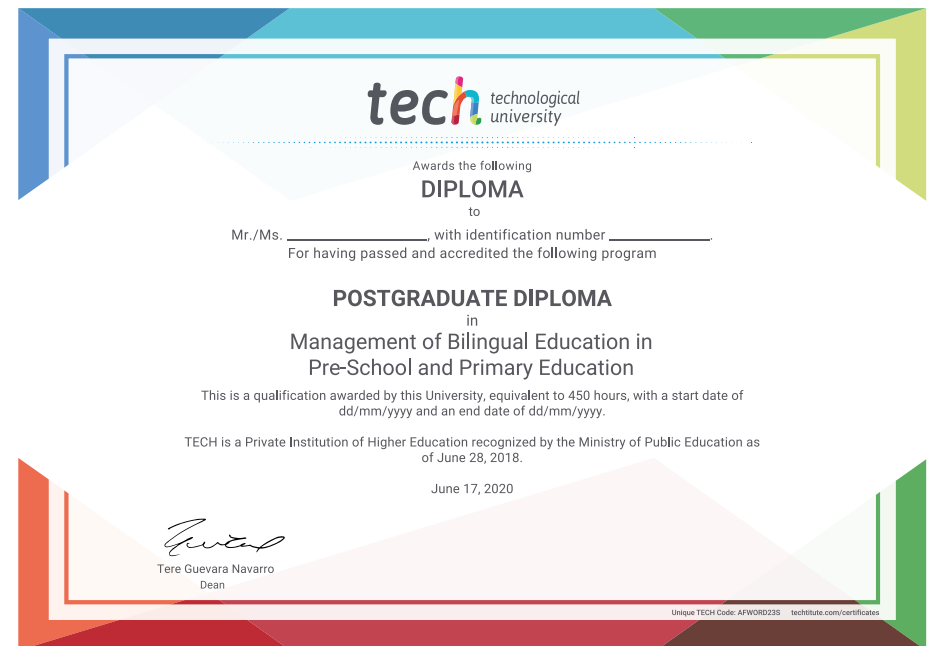 tech technological
university
Awards the following
DIPLOMA
to
Mr./Ms. ____________________, with identification number ______________.
For having passed and accredited the following program
POSTGRADUATE DIPLOMA
in
Management of Bilingual Education in
Pre-School and Primary Education
This is a qualification awarded by this University, equivalent to 450 hours, with a start date of
dd/mm/yyyy and an end date of dd/mm/yyyy.
TECH is a Private Institution of Higher Education recognized by the Ministry of Public Education as
of June 28, 2018.
June 17, 2020
Tere Guevara Navarro
Dean
Unique TECH Code: AFWORD23S techtitute.com/certificates